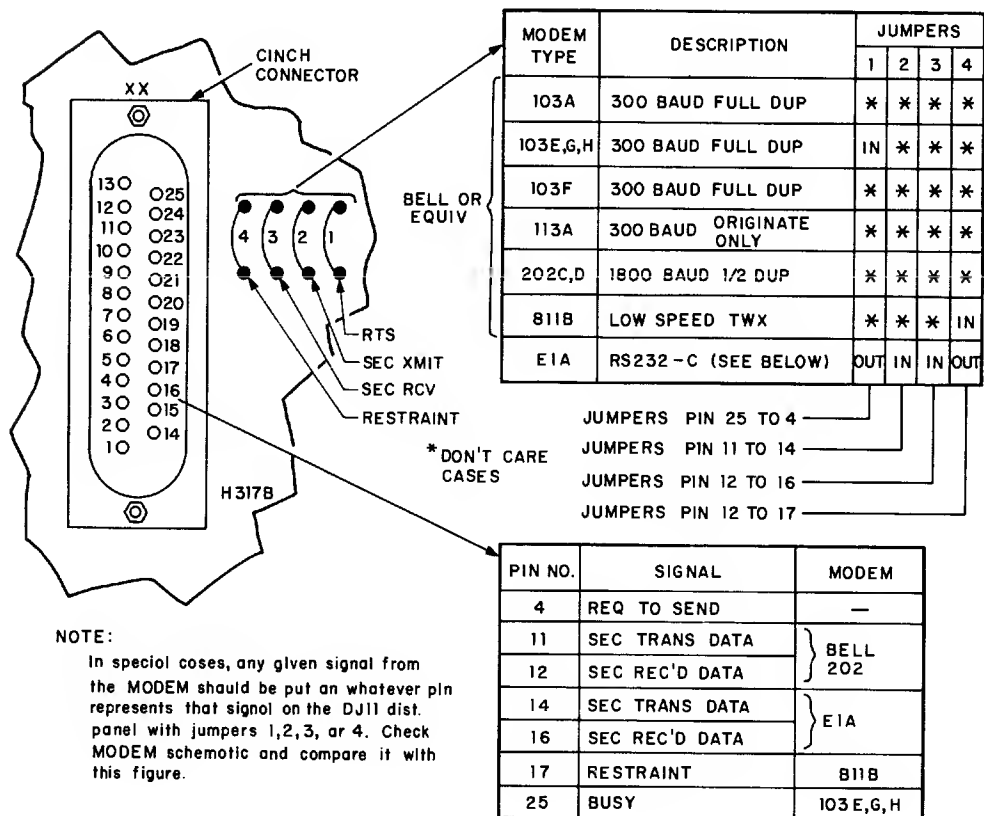 CINCH
CONNECTOR
XX
13 25
12 24
11 23
10 22
9 21
8 20
7 19
6 18
5 17
4 16
3 15
2 14
1
H317B
4 3 2 1
RTS
SEC XMIT
SEC RCV
RESTRAINT
BELL OR
EQUIV
MODEM TYPE DESCRIPTION JUMPERS
1 2 3 4
103A 300 BAUD FULL DUP * * * *
103E,G,H 300 BAUD FULL DUP IN * * *
103F 300 BAUD FULL DUP * * * *
113A 300 BAUD ORIGINATE ONLY * * * *
202C,D 1800 BAUD 1/2 DUP * * * *
811B LOW SPEED TWX * * * IN
EIA RS232-C (SEE BELOW) OUT IN IN OUT
JUMPERS PIN 25 TO 4
JUMPERS PIN 11 TO 14
JUMPERS PIN 12 TO 16
JUMPERS PIN 12 TO 17
*DON'T CARE
CASES
PIN NO. SIGNAL MODEM
4 REQ TO SEND —
11 SEC TRANS DATA
12 SEC REC'D DATA
BELL
202
14 SEC TRANS DATA
16 SEC REC'D DATA
EIA
17 RESTRAINT 811B
25 BUSY 103 E,G,H
NOTE:
In special cases, any given signal from
the MODEM should be put an whatever pin
represents that signal on the DJ11 dist.
panel with jumpers 1,2,3, ar 4. Check
MODEM schemotic and compare it with
this figure.